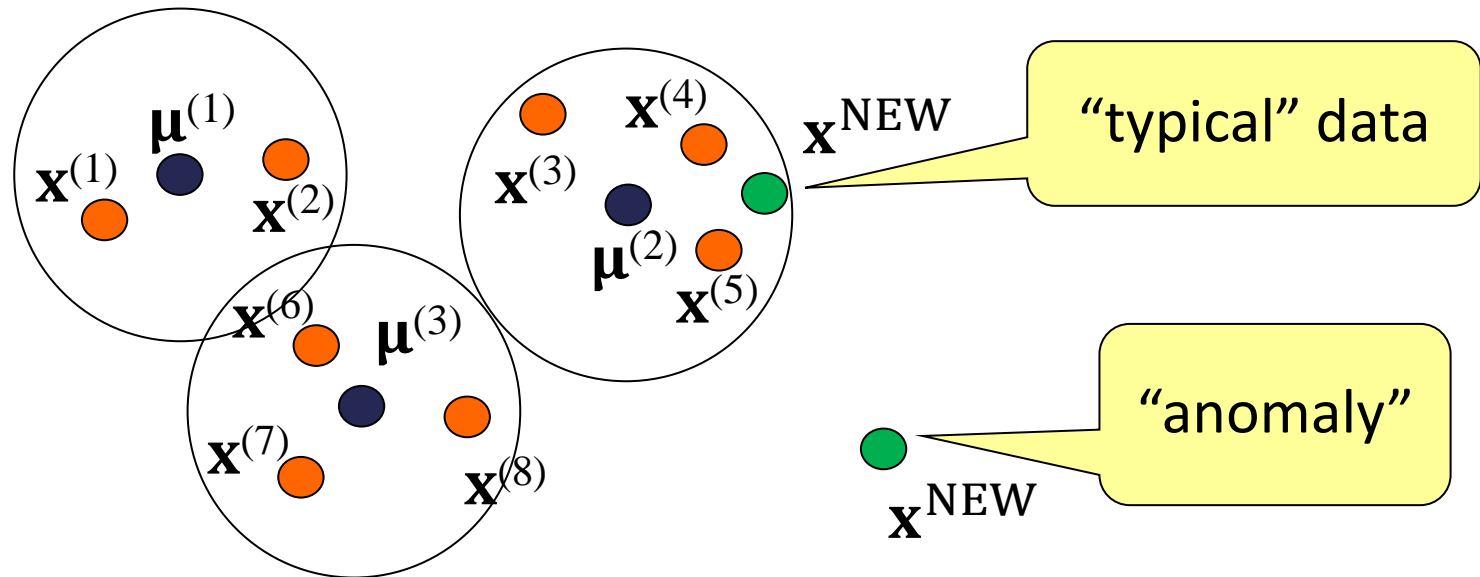 μ(1)
x(1)
x(2)
x(3)
x(4)
xNEW
“typical” data
μ(2)
x(5)
x(6)
μ(3)
x(7)
x(8)
“anomaly”
xNEW